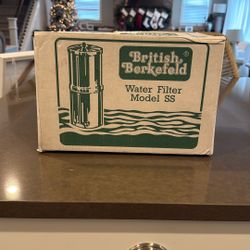 British ®
Berkefeld
Water Filter
Model SS